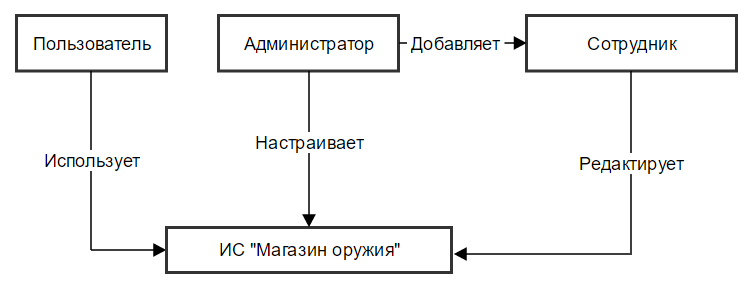 Пользователь
Администратор
Добавляет
Сотрудник
Использует
Настраивает
Редактирует
ИС "Магазин оружия"